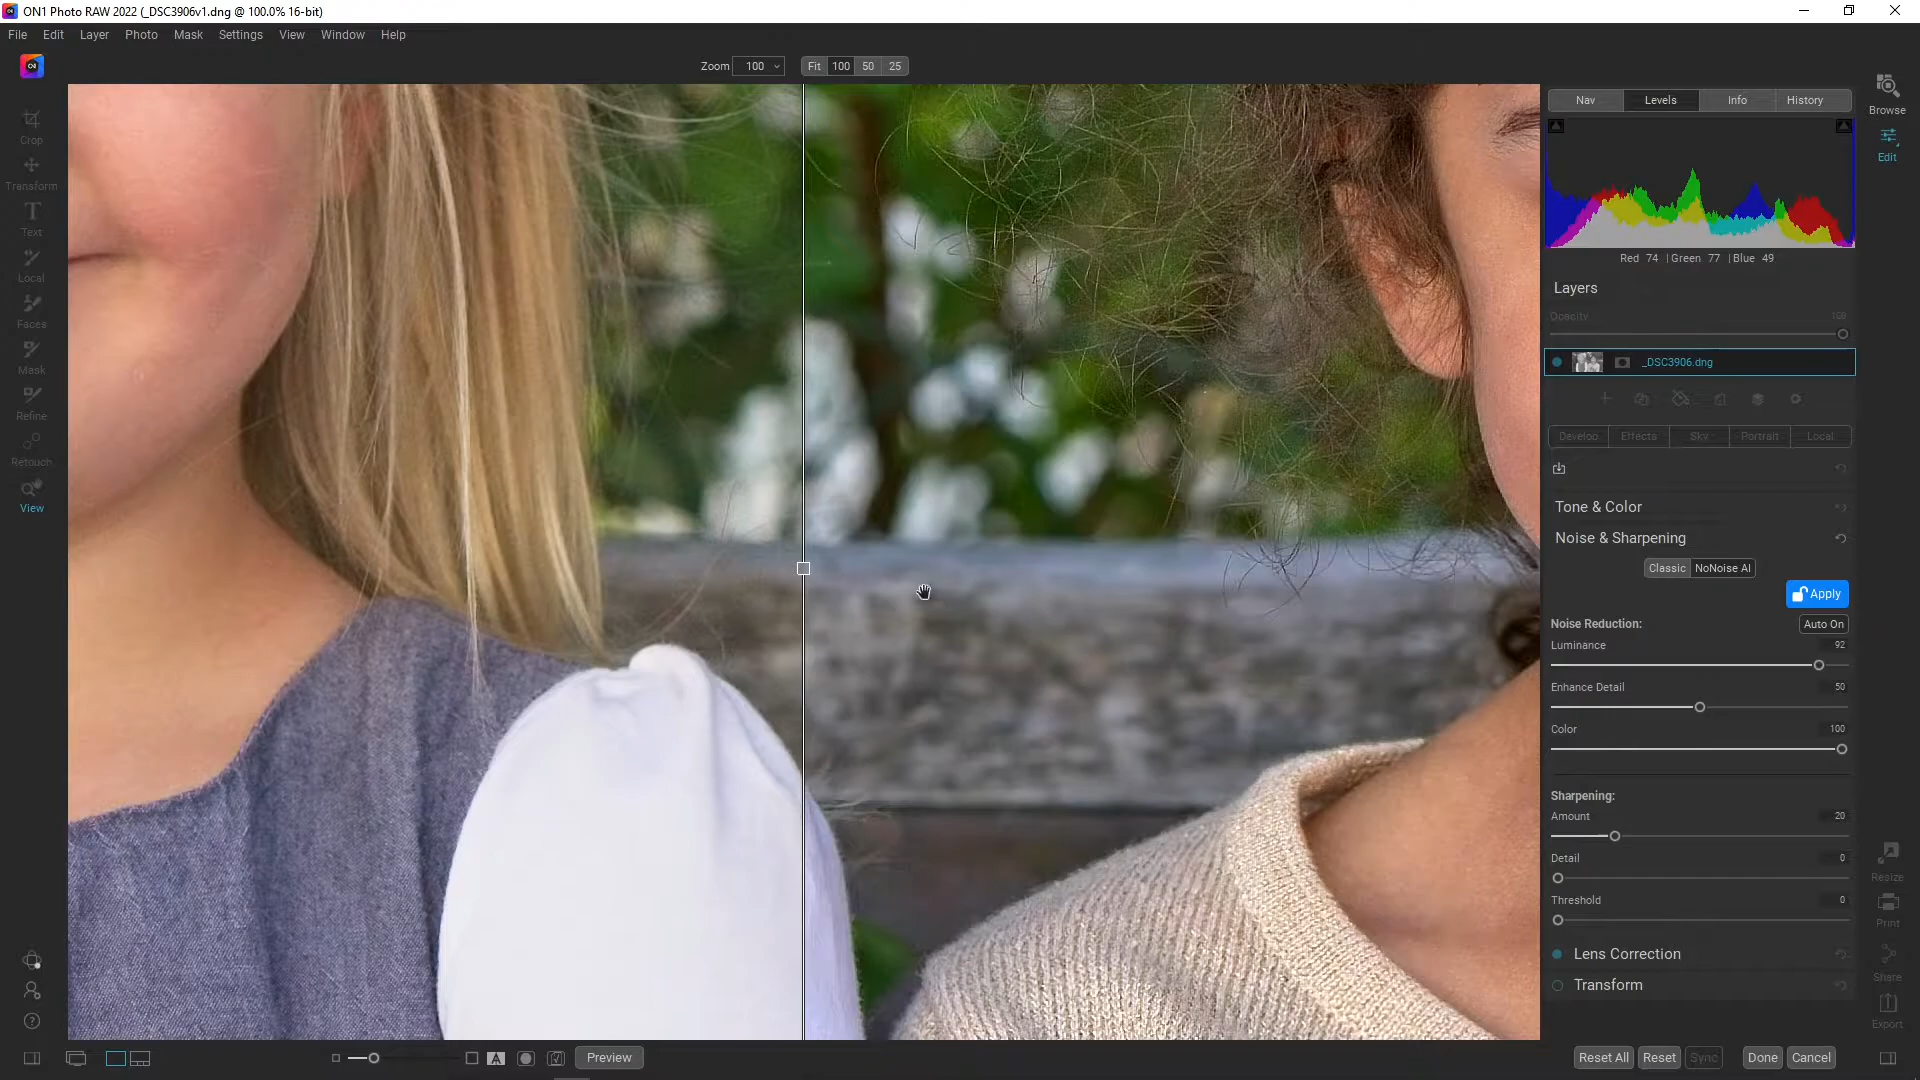 ON1 Photo RAW 2022 (_DSC3906v1.dng @ 100.0% 16-bit)
File Edit Layer Photo Mask Settings View Window Help
Zoom 100 Fit 100 50 25
Nav Levels Info History
Browse
Edit
Crop
Transform
Text
Local
Faces
Mask
Refine
Retouch
View
Red 74 | Green 77 | Blue 49
Layers
Opacity 100
_DSC3906.dng
Develop Effects Sky Portrait Local
Tone & Color
Noise & Sharpening
Classic NoNoise AI
Apply
Noise Reduction: Auto On
Luminance 92
Enhance Detail 50
Color 100
Sharpening:
Amount 20
Detail 0
Threshold 0
Lens Correction
Transform
Resize
Print
Share
Export
A Preview
Reset All Reset Sync Done Cancel